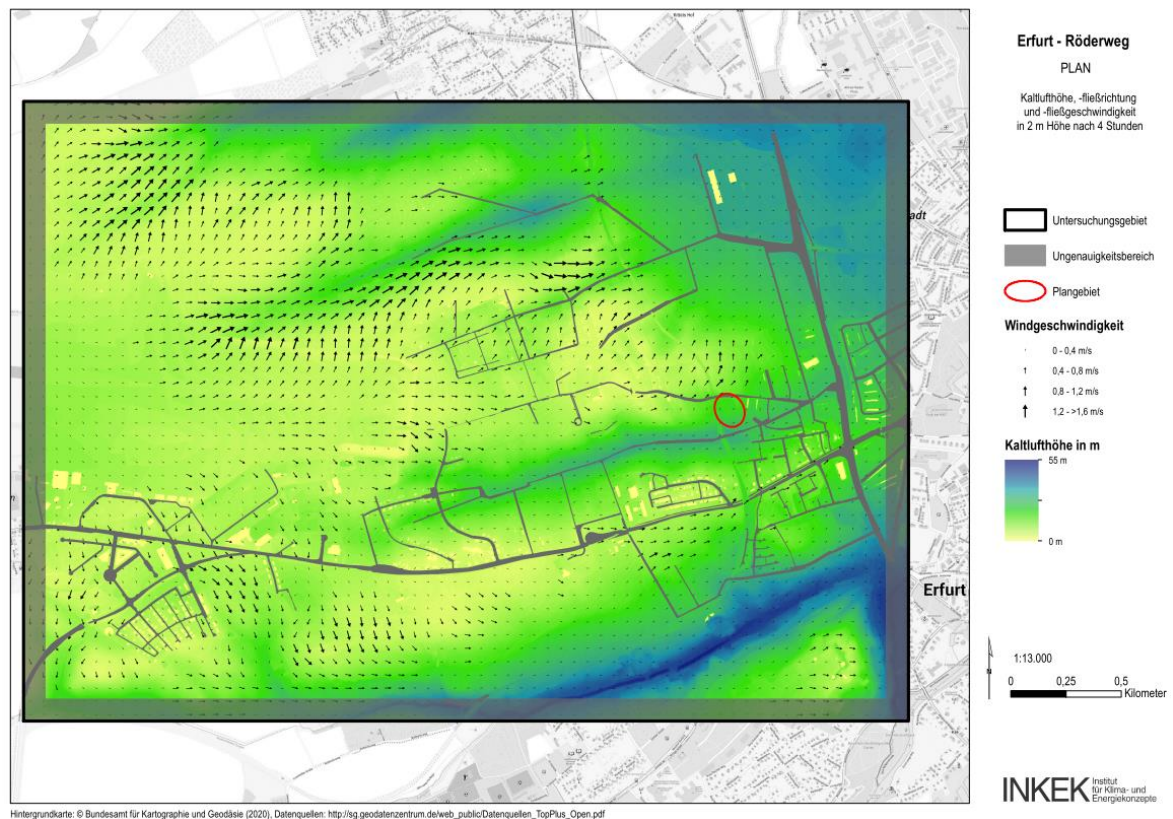 Erfurt - Röderweg
PLAN
Kaltlufthöhe, -fließrichtung
und -fließgeschwindigkeit
in 2 m Höhe nach 4 Stunden
Untersuchungsgebiet
Ungenauigkeitsbereich
Plangebiet
Windgeschwindigkeit
0 - 0,4 m/s
0,4 - 0,8 m/s
0,8 - 1,2 m/s
1,2 - >1,6 m/s
Kaltlufthöhe in m
55 m
0 m
adt
Erfurt
N
1:13.000
0 0,25 0,5
Kilometer
INKEK Institut
für Klima- und
Energiekonzepte
Hintergrundkarte: © Bundesamt für Kartographie und Geodäsie (2020), Datenquellen: http://sg.geodatenzentrum.de/web_public/Datenquellen_TopPlus_Open.pdf